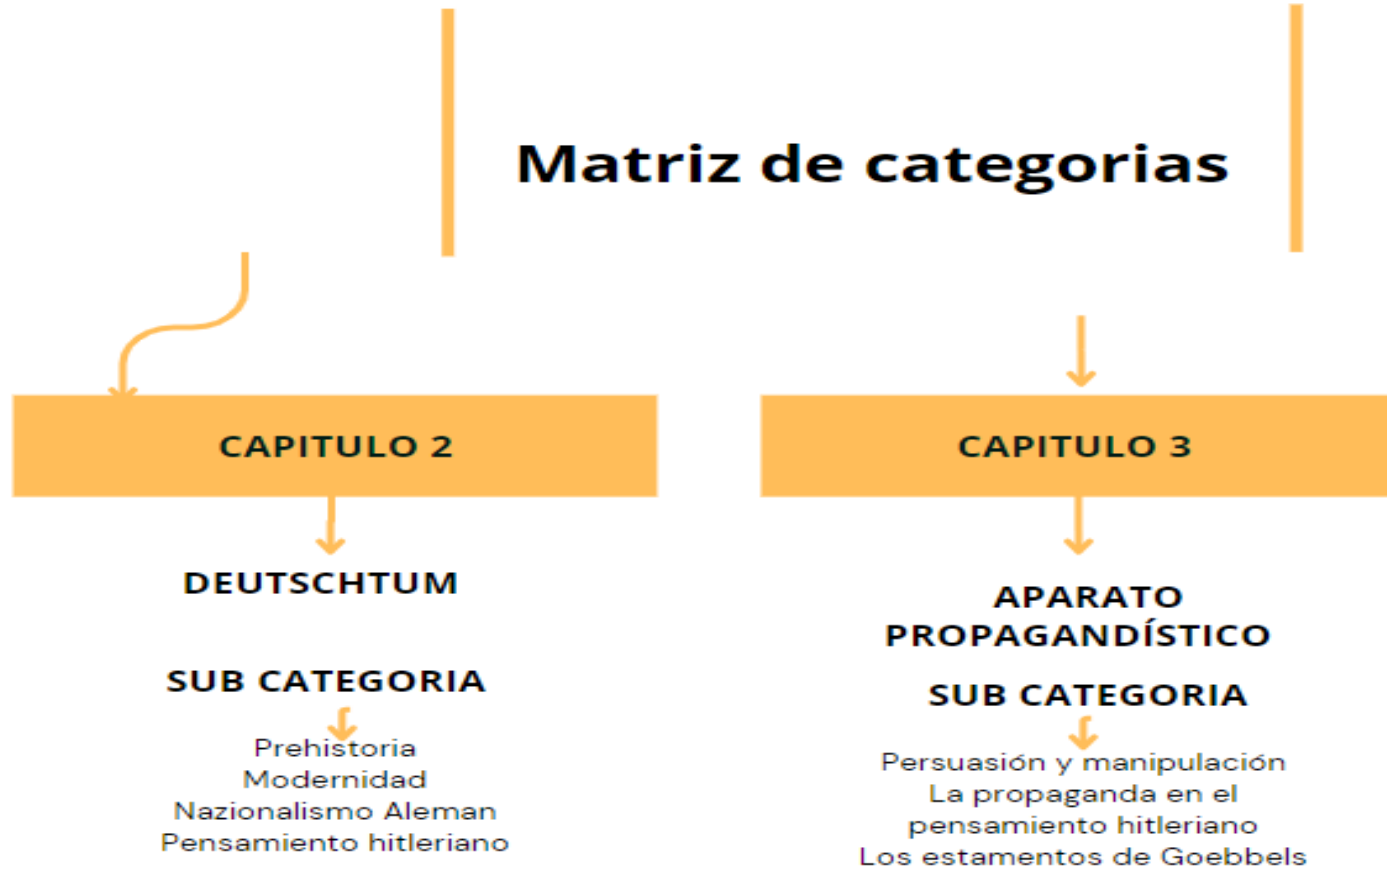 Matriz de categorias
CAPITULO 2
DEUTSCHTUM
SUB CATEGORIA
Prehistoria
Modernidad
Nazionalismo Aleman
Pensamiento hitleriano
CAPITULO 3
APARATO
PROPAGANDÍSTICO
SUB CATEGORIA
Persuasión y manipulación
La propaganda en el
pensamiento hitleriano
Los estamentos de Goebbels